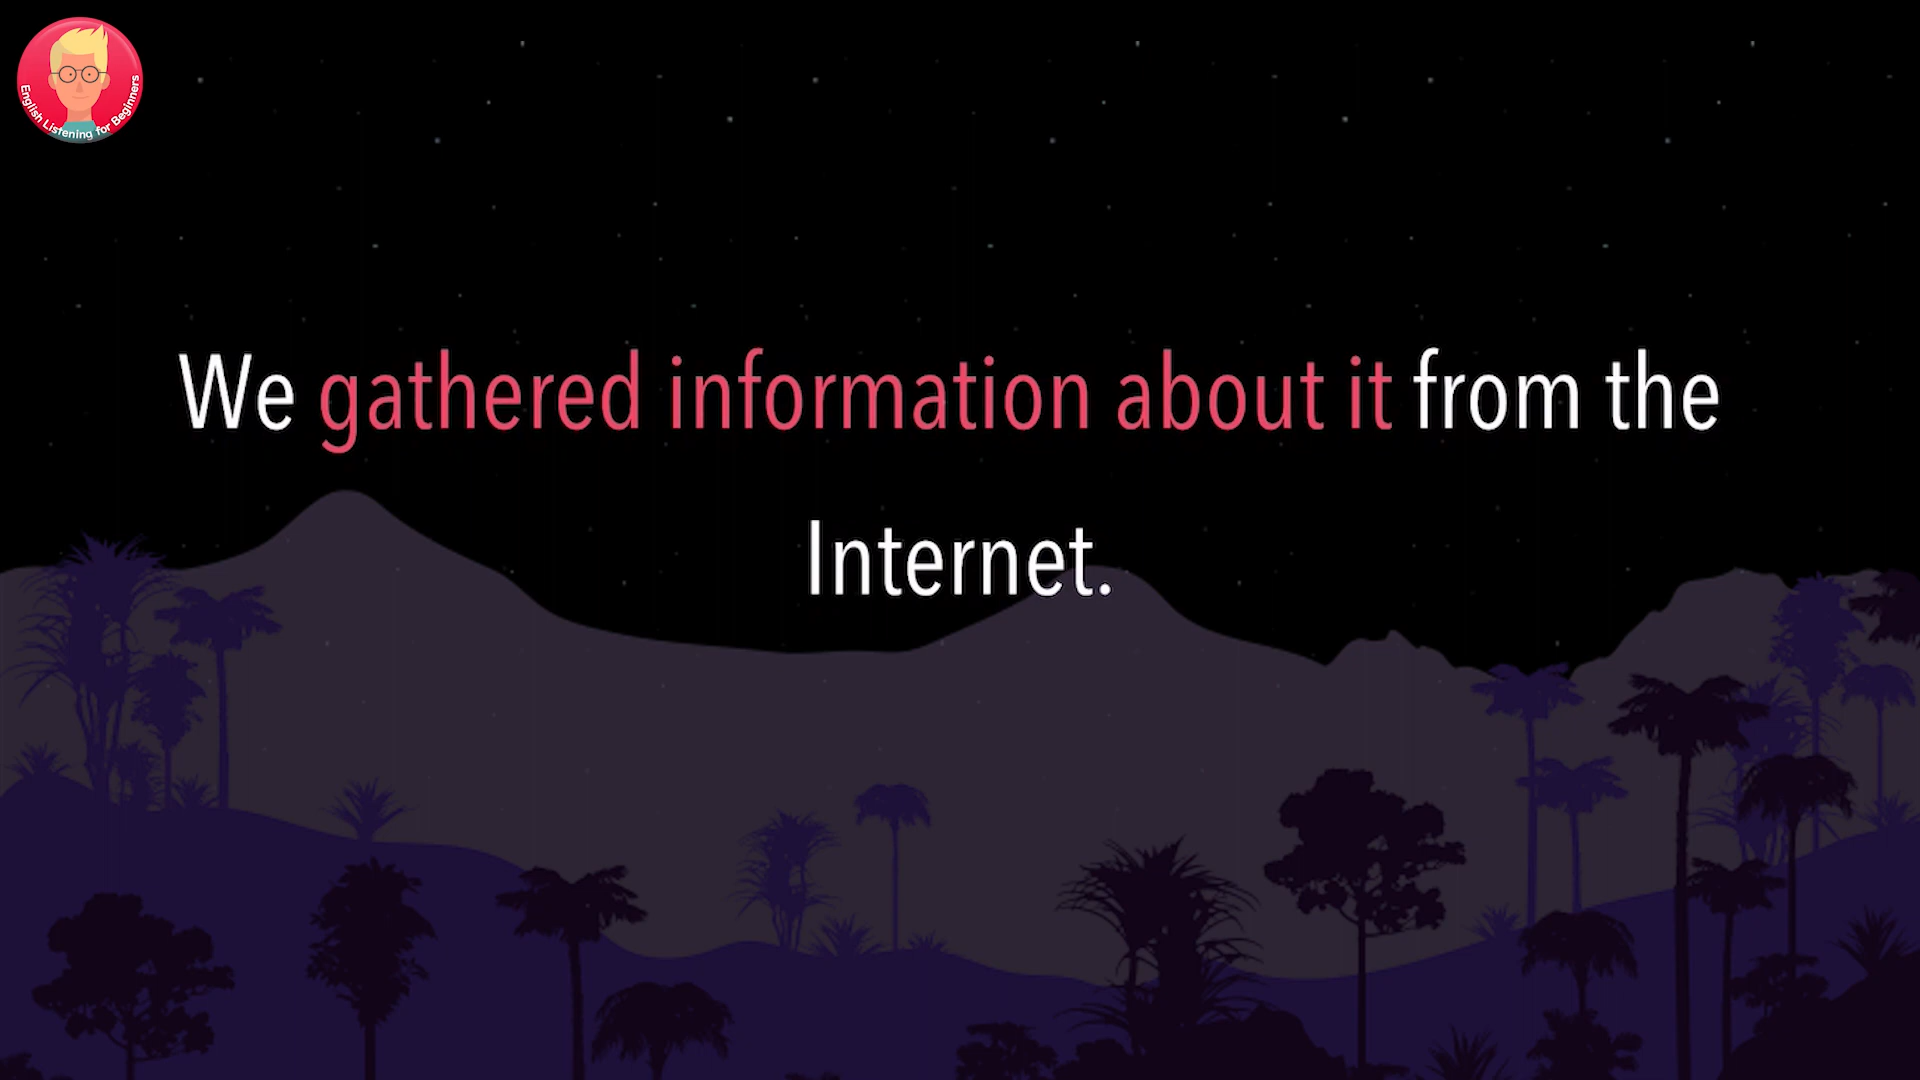 English Listening for Beginners
We gathered information about it from the
Internet.